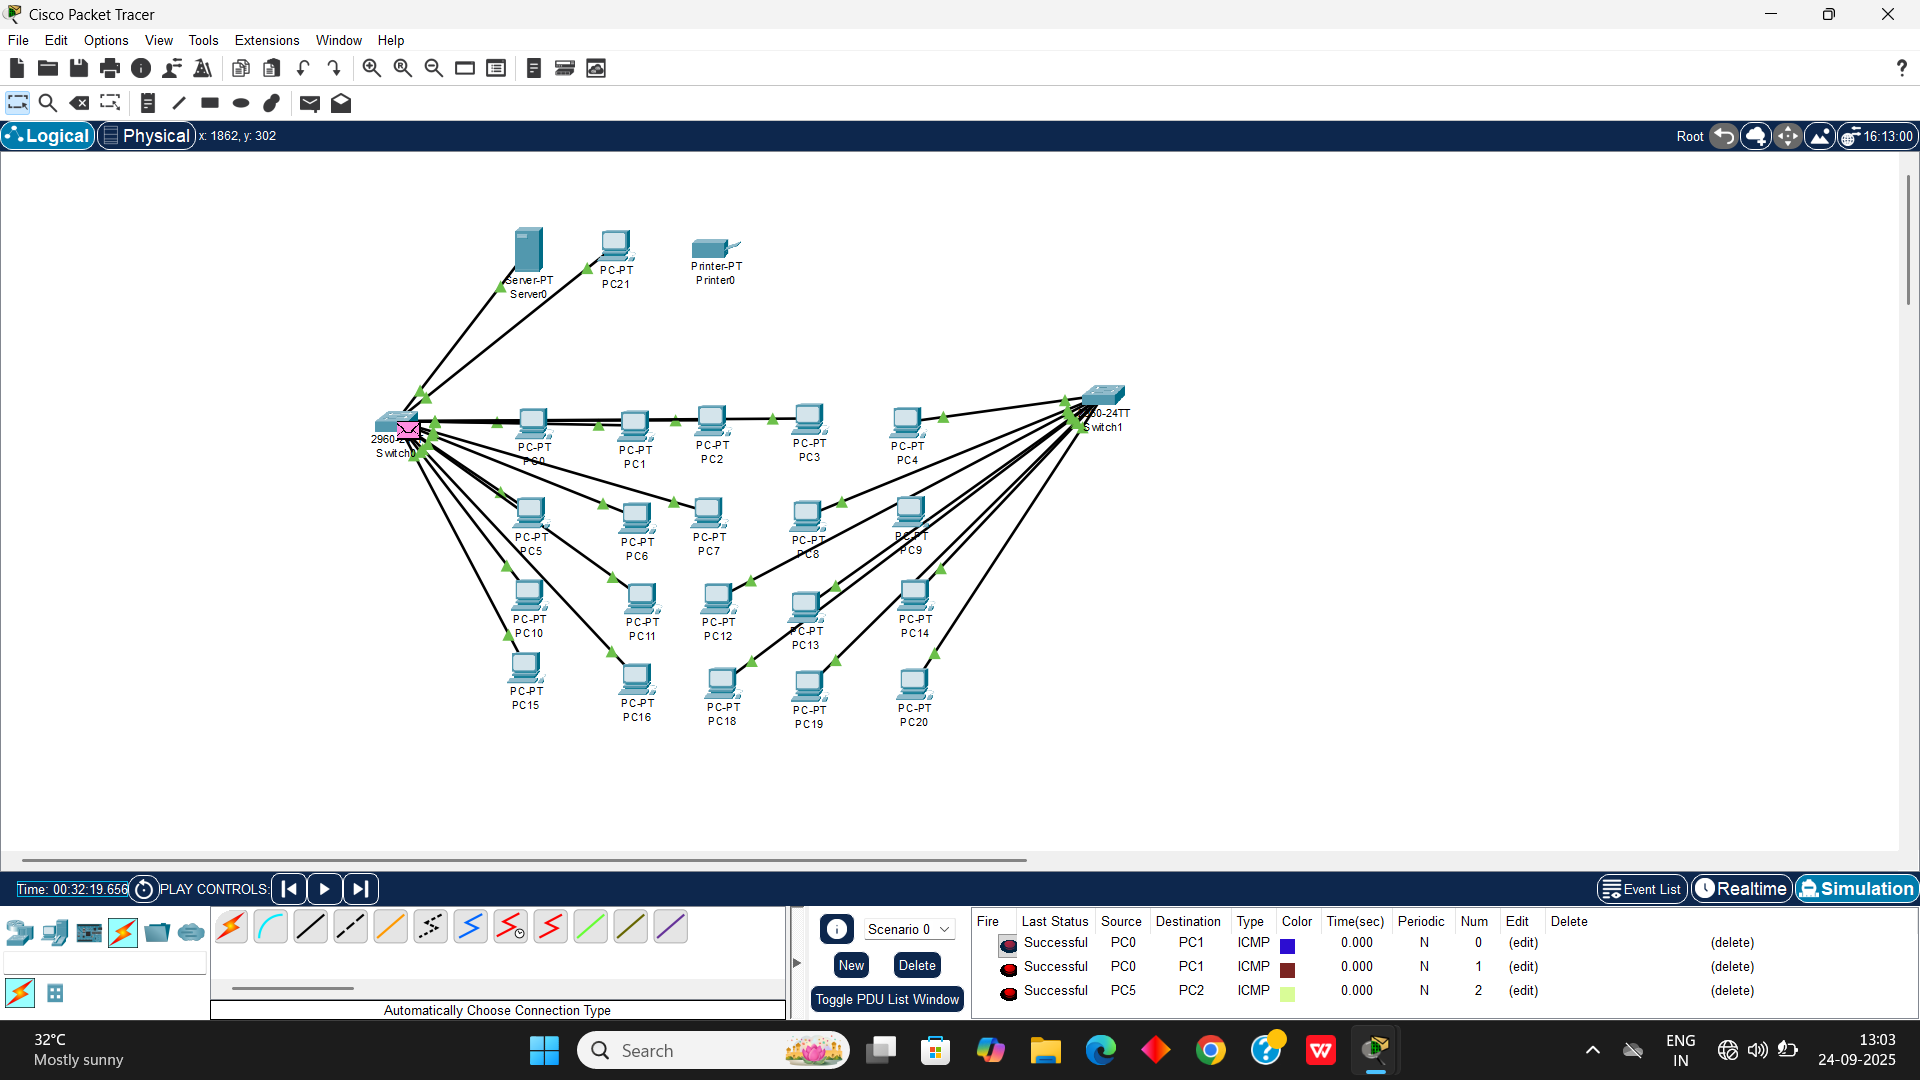 Cisco Packet Tracer
File Edit Options View Tools Extensions Window Help
?
Logical Physical x: 1862, y: 302 Root 16:13:00
Server-PT
Server0
PC-PT
PC21
Printer-PT
Printer0
Switch1
PC-PT
PC0
PC-PT
PC1
PC-PT
PC2
PC-PT
PC3
PC-PT
PC4
PC-PT
PC5
PC-PT
PC6
PC-PT
PC7
PC-PT
PC8
PC-PT
PC9
PC-PT
PC10
PC-PT
PC11
PC-PT
PC12
PC-PT
PC13
PC-PT
PC14
PC-PT
PC15
PC-PT
PC16
PC-PT
PC18
PC-PT
PC19
PC-PT
PC20
Time: 00:32:19.656 PLAY CONTROLS: Event List Realtime Simulation
Scenario 0
New Delete
Toggle PDU List Window
Automatically Choose Connection Type
Fire Last Status Source Destination Type Color Time(sec) Periodic Num Edit Delete
Successful PC0 PC1 ICMP 0.000 N 0 (edit) (delete)
Successful PC0 PC1 ICMP 0.000 N 1 (edit) (delete)
Successful PC5 PC2 ICMP 0.000 N 2 (edit) (delete)
32°C
Mostly sunny
Search
ENG
IN
13:03
24-09-2025